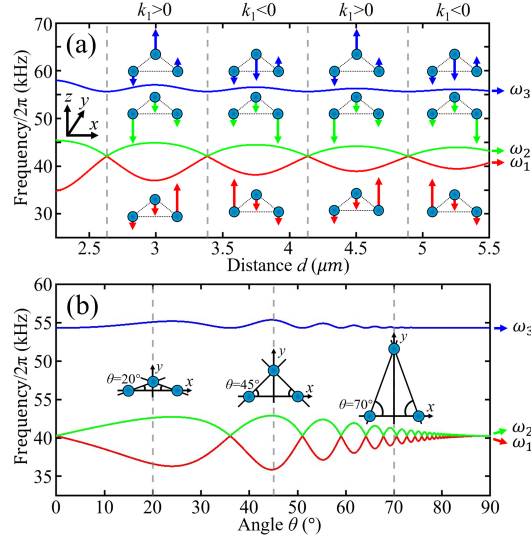 k₁>0 k₁<0 k₁>0 k₁<0
(a)
Frequency/2π (kHz)
70
60
50
40
30
z
y
x
ω₃
ω₂
ω₁
2.5 3 3.5 4 4.5 5 5.5
Distance d (μm)
(b)
Frequency/2π (kHz)
60
55
50
45
40
35
y
θ=20°
x
y
θ=45°
x
y
θ=70°
x
ω₃
ω₂
ω₁
0 10 20 30 40 50 60 70 80 90
Angle θ (°)